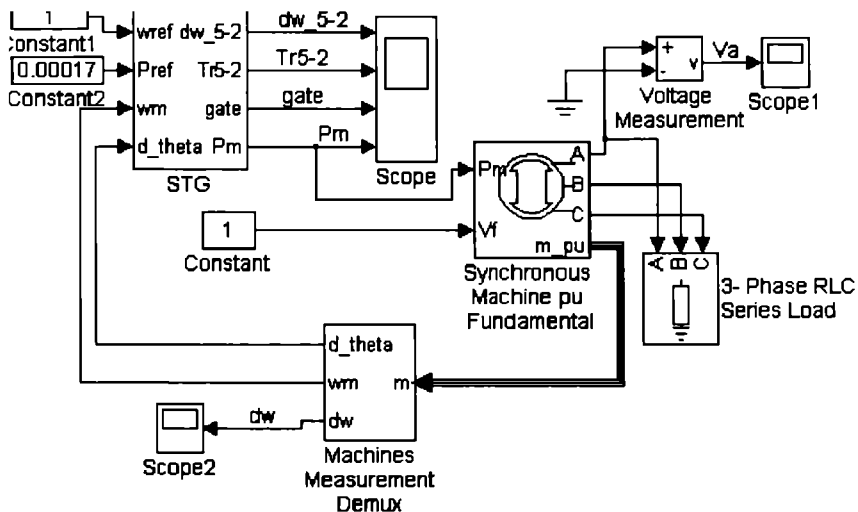 1
Constant1
0.00017
Constant2
wref
Pref
wm
d_theta
dw_5-2
Tr5-2
gate
Pm
STG
dw_5-2
Tr5-2
gate
Pm
Scope
+
-
v
Va
Voltage
Measurement
Scope1
1
Constant
Pm
Vf
A
B
C
m_pu
Synchronous
Machine pu
Fundamental
A
B
C
3- Phase RLC
Series Load
d_theta
wm
dw
m
Machines
Measurement
Demux
dw
Scope2